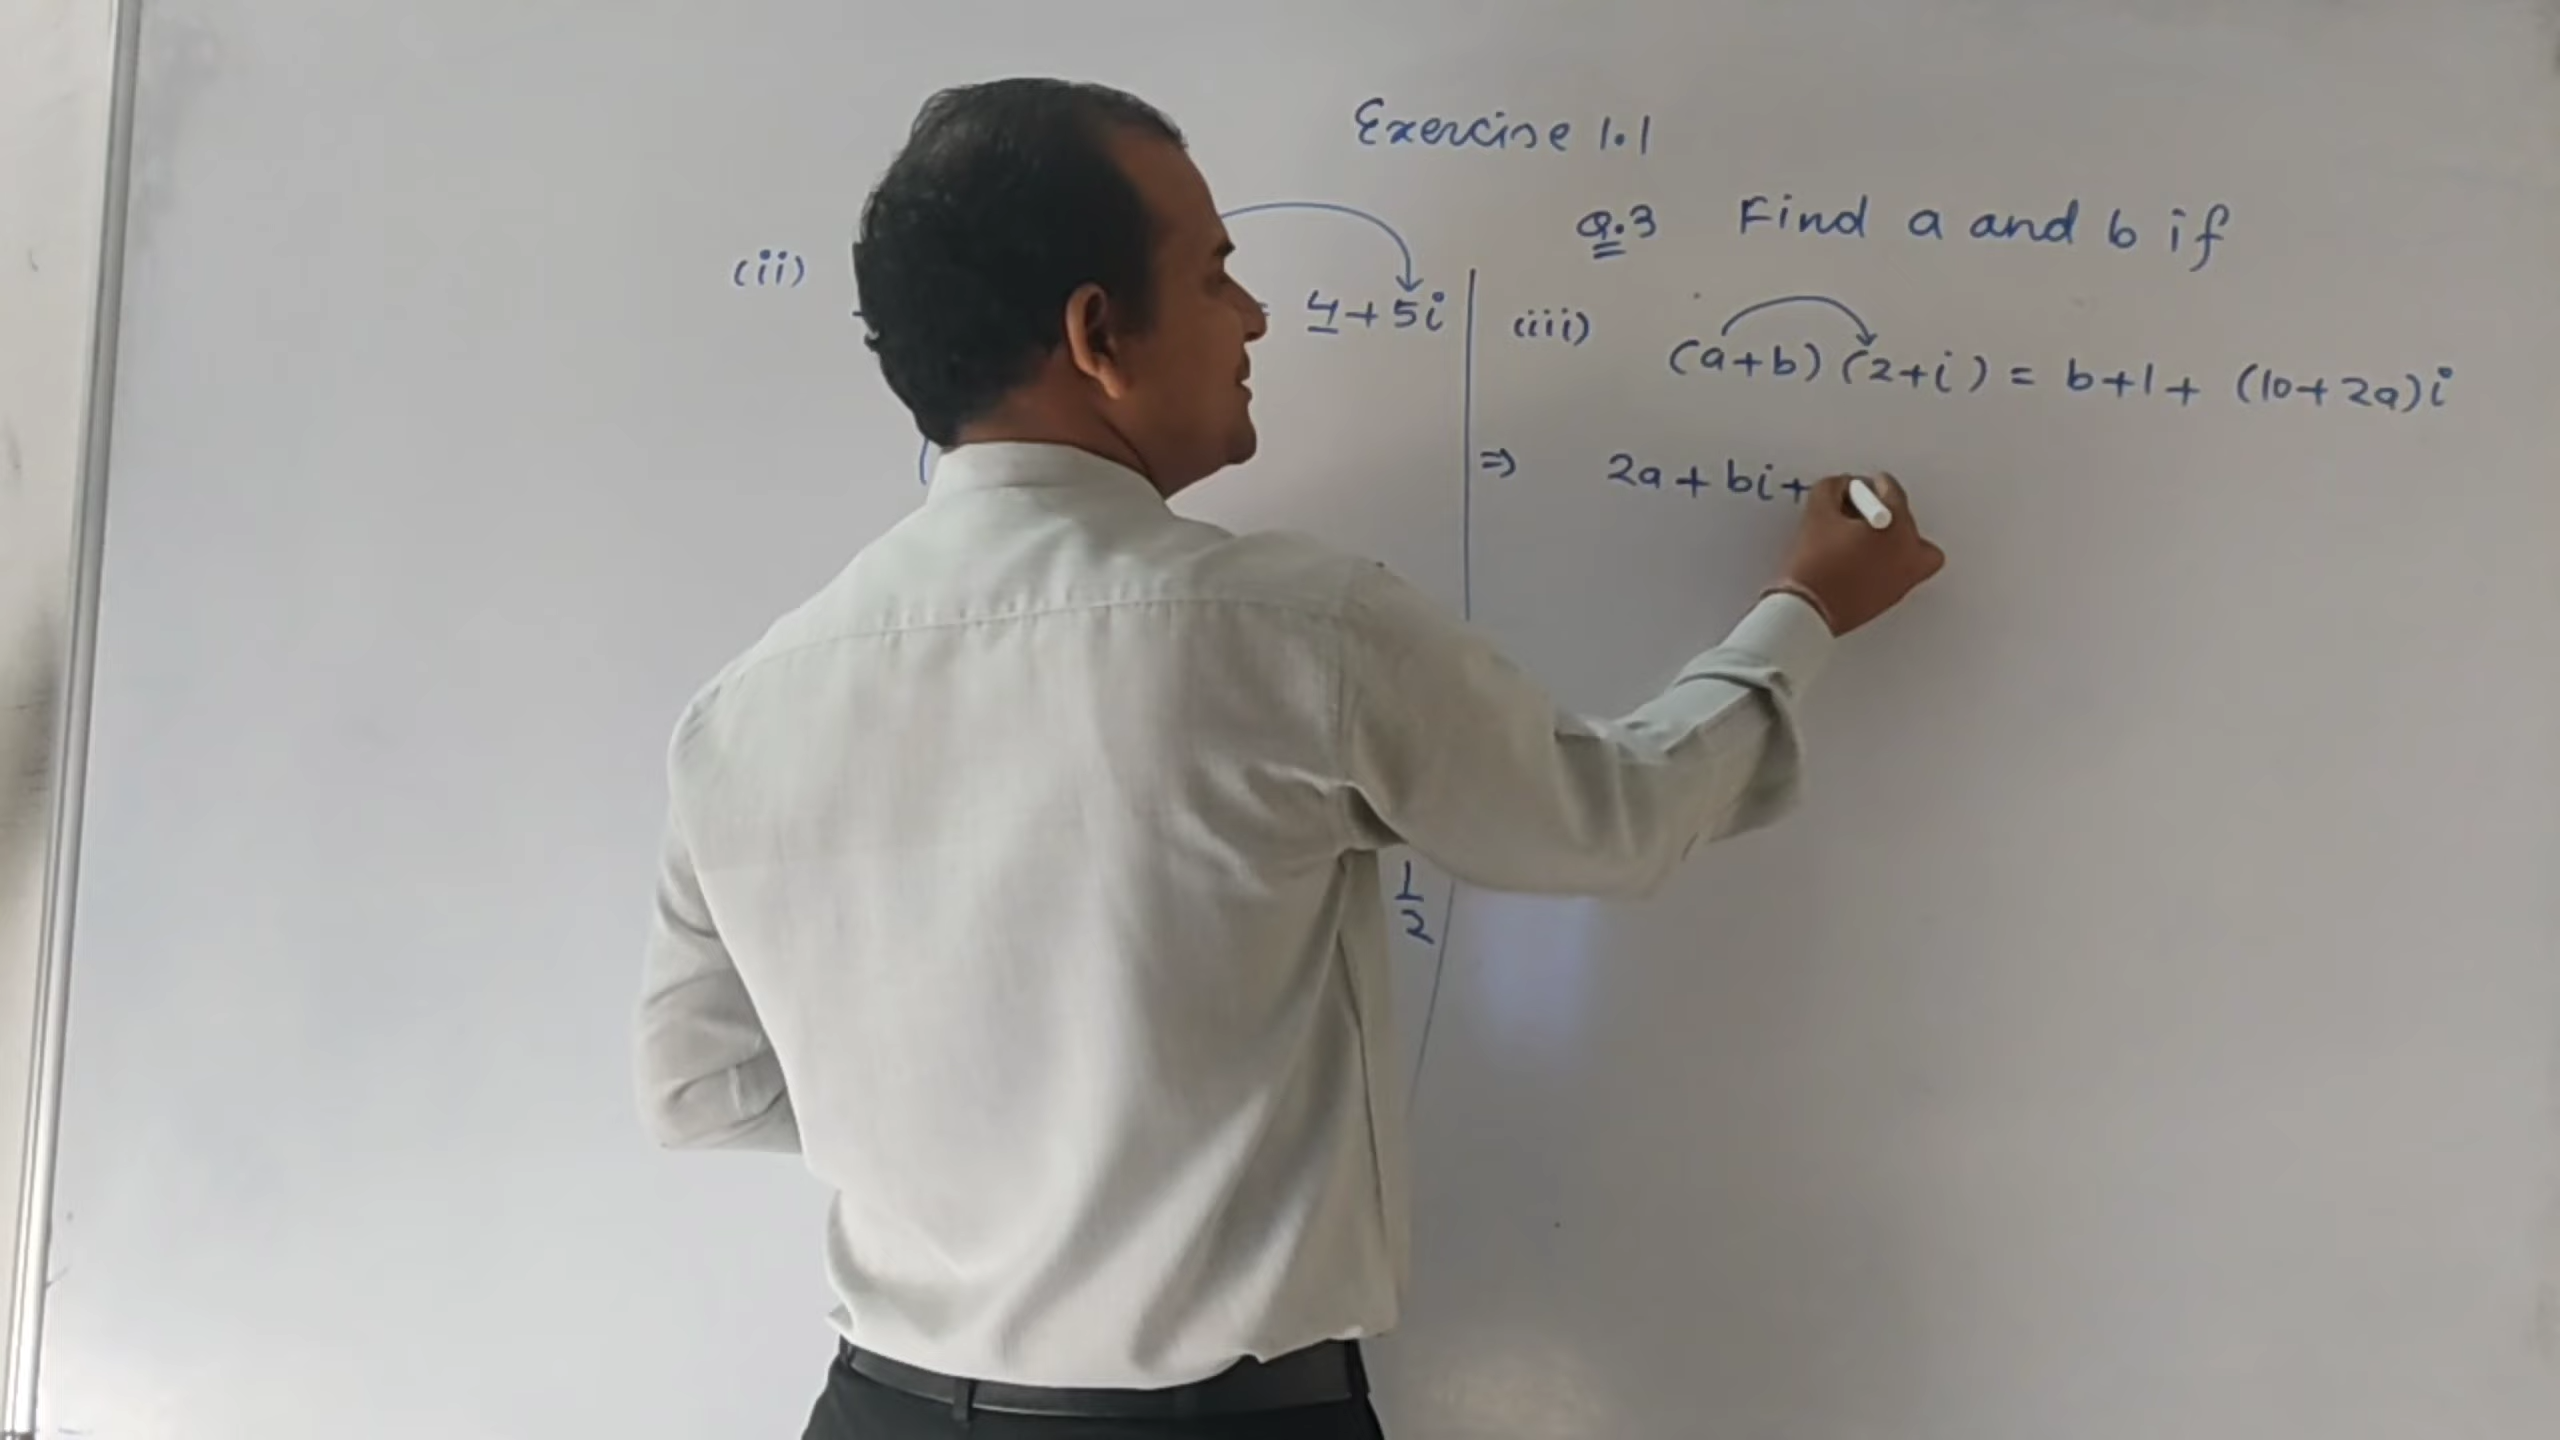 Exercise 1.1
Q.3 Find a and b if
(ii)
= 4+5i
(iii) (a+b) (2+i) = b+1+ (10+2a)i
⇒ 2a+bi+
1/2